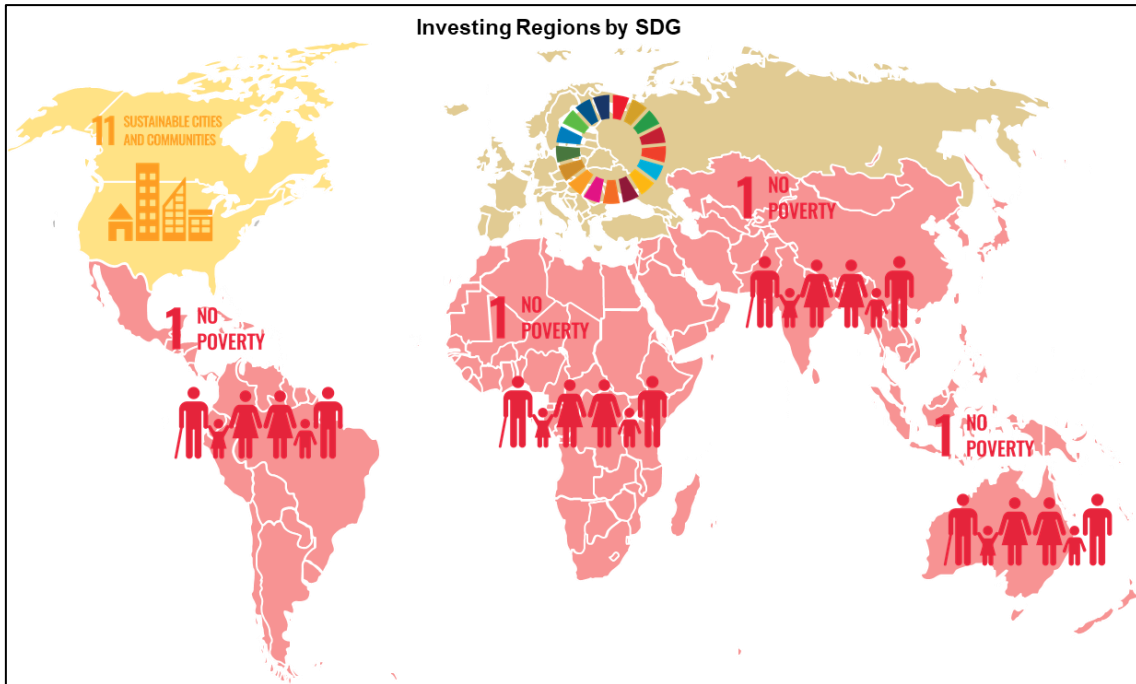 Investing Regions by SDG
11 SUSTAINABLE CITIES
AND COMMUNITIES
1 NO
POVERTY
1 NO
POVERTY
1 NO
POVERTY
1 NO
POVERTY